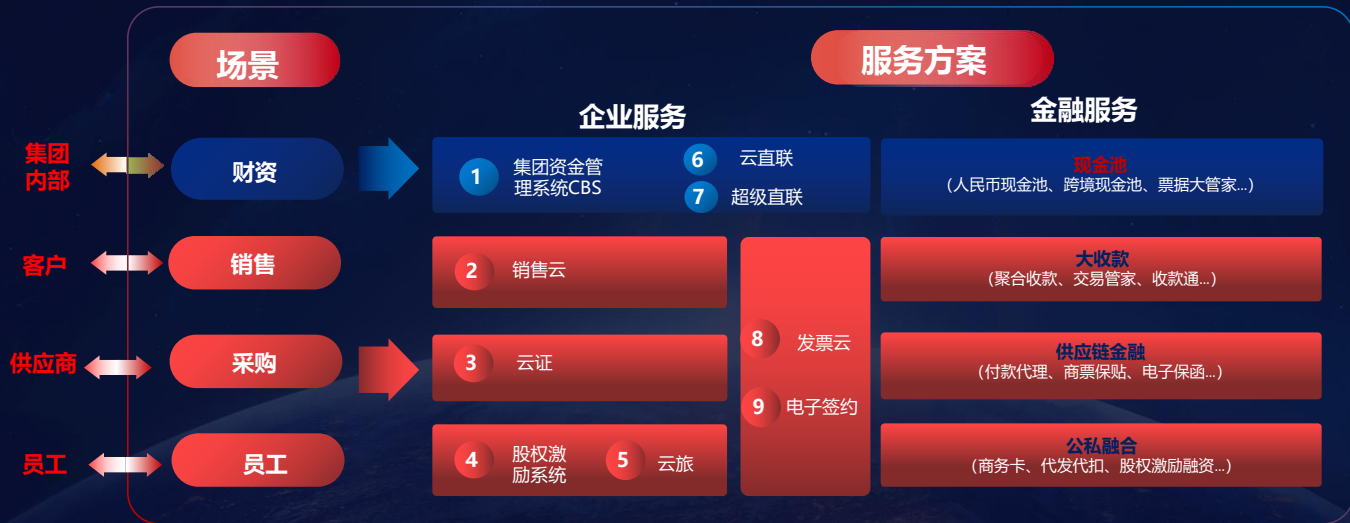 场景
服务方案
企业服务
金融服务
集团
内部
财资
1
集团资金管
理系统CBS
6
云直联
7
超级直联
现金池
（人民币现金池、跨境现金池、票据大管家...）
客户
销售
2
销售云
大收款
（聚合收款、交易管家、收款通...）
供应商
采购
3
云证
8
发票云
9
电子签约
供应链金融
（付款代理、商票保贴、电子保函...）
员工
员工
4
股权激
励系统
5
云旅
公私融合
（商务卡、代发代扣、股权激励融资...）